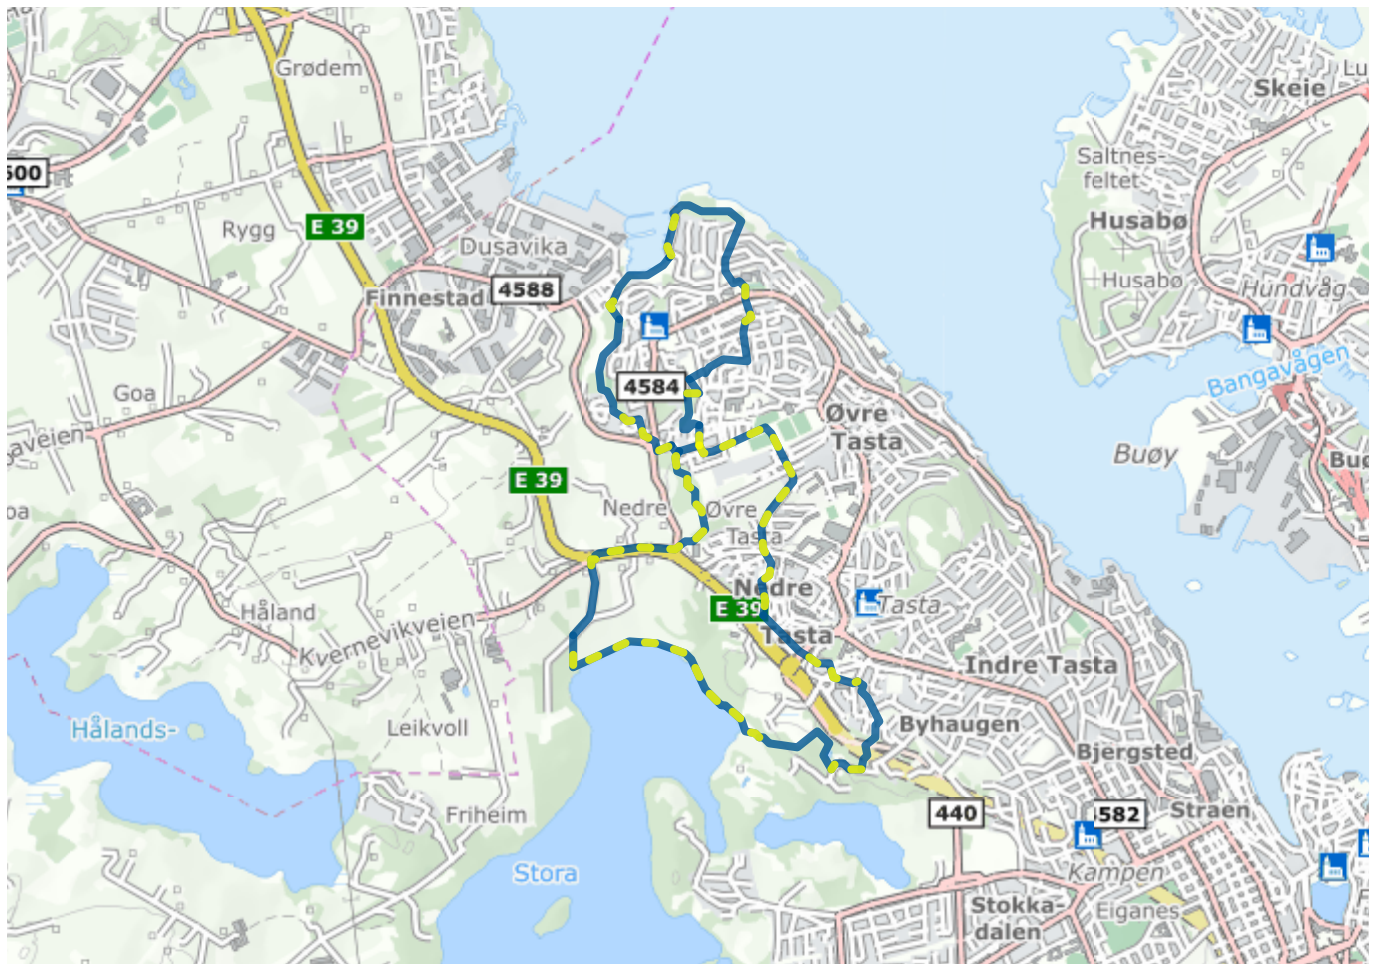 Grødem
Skeie
Lu
Saltnes-
feltet
500
Husabø
E 39
Rygg
Dusavika
Husabø
Hundvåg
4588
Finnestad
Bangavågen
4584
Goa
Øvre
Tasta
Buøy
E 39
Nedre
Øvre
Tasta
Nedre
E 39
Tasta
Tasta
Håland
Kvernevikveien
Indre Tasta
Hålands-
Leikvoll
Byhaugen
Bjergsted
Friheim
440
582
Straen
Stora
Kampen
Stokka-
dalen
Eiganes